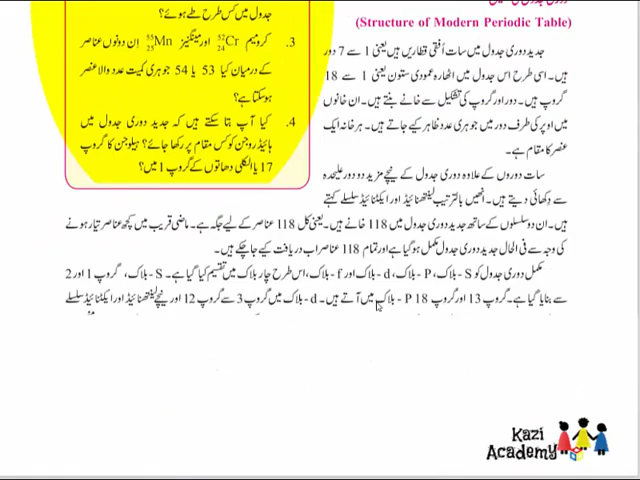 (Structure of Modern Periodic Table)
جدید دوری جدول میں سات اُفقی قطاریں ہیں یعنی 1 سے 7 دور
ہیں۔ اسی طرح اس جدول میں اٹھارہ عمودی ستون یعنی 1 سے 18
گروپ ہیں۔ دور اور گروپ کی تشکیل سے خانے بنتے ہیں۔ ان خانوں
میں اوپر کی طرف دور میں جوہری عدد ظاہر کیے جاتے ہیں۔ ہر خانہ ایک
عنصر کا مقام ہے۔
سات دوروں کے علاوہ دوری جدول کے نیچے مزید دو دور علیحدہ
سے دکھائی دیتے ہیں۔ انھیں بالترتیب لینتھنائیڈ اور ایکٹنائیڈ سلسلے کہتے
ہیں۔ ان دو سلسلوں کے ساتھ جدید دوری جدول میں 118 خانے ہیں۔ یعنی کل 118 عناصر کے لیے جگہ ہے۔ ماضی قریب میں کچھ عناصر تیار ہونے
کی وجہ سے فی الحال جدید دوری جدول مکمل ہوگیا ہے اور تمام 118 عناصر اب دریافت کیے جاچکے ہیں۔
مکمل دوری جدول کو S - بلاک، P - بلاک، d - بلاک اور f - بلاک، اس طرح چار بلاک میں تقسیم کیا گیا ہے۔ S - بلاک، گروپ 1 اور 2
سے بنایا گیا ہے۔ گروپ 13 اور گروپ 18 P - بلاک میں آتے ہیں۔ d - بلاک میں گروپ 3 سے گروپ 12 اور نیچے لینتھنائیڈ اور ایکٹنائیڈ سلسلے
جدول میں کس طرح طے ہوئے؟
3. کرومیم ⁵²₂₄Cr اور مینگنیز ⁵⁵₂₅Mn اِن دونوں عناصر
کے درمیان کیا 53 یا 54 جوہری کمیت عدد والا عنصر
ہوسکتا ہے؟
4. کیا آپ بتا سکتے ہیں کہ جدید دوری جدول میں
ہائیڈروجن کو کس مقام پر رکھا جائے؟ ہیلوجن کا گروپ
17 یا القلی دھاتوں کے گروپ 1 میں؟
Kazi
Academy